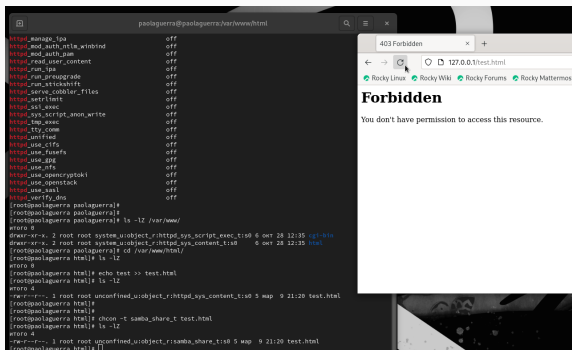 paolaguerra@paolaguerra:/var/www/html
httpd_manage_ipa off
httpd_mod_auth_ntlm_winbind off
httpd_mod_auth_pam off
httpd_read_user_content off
httpd_run_ipa off
httpd_run_preupgrade off
httpd_run_stickshift off
httpd_serve_cobbler_files off
httpd_setrlimit off
httpd_ssi_exec off
httpd_sys_script_anon_write off
httpd_tmp_exec off
httpd_tty_comm off
httpd_unified off
httpd_use_cifs off
httpd_use_fusefs off
httpd_use_gpg off
httpd_use_nfs off
httpd_use_opencryptoki off
httpd_use_openstack off
httpd_use_sasl off
httpd_verify_dns off
[root@paolaguerra paolaguerra]#
[root@paolaguerra paolaguerra]#
[root@paolaguerra paolaguerra]# ls -lZ /var/www/
итого 0
drwxr-xr-x. 2 root root system_u:object_r:httpd_sys_script_exec_t:s0 6 окт 28 12:35 cgi-bin
drwxr-xr-x. 2 root root system_u:object_r:httpd_sys_content_t:s0 6 окт 28 12:35 html
[root@paolaguerra paolaguerra]# cd /var/www/html/
[root@paolaguerra html]# ls -lZ
итого 0
[root@paolaguerra html]# echo test >> test.html
[root@paolaguerra html]# ls -lZ
итого 4
-rw-r--r--. 1 root root unconfined_u:object_r:httpd_sys_content_t:s0 5 мар 9 21:20 test.html
[root@paolaguerra html]#
[root@paolaguerra html]#
[root@paolaguerra html]# chcon -t samba_share_t test.html
[root@paolaguerra html]# ls -lZ
итого 4
-rw-r--r--. 1 root root unconfined_u:object_r:samba_share_t:s0 5 мар 9 21:20 test.html
[root@paolaguerra html]#
403 Forbidden
127.0.0.1/test.html
Rocky Linux Rocky Wiki Rocky Forums Rocky Mattermos
Forbidden
You don't have permission to access this resource.